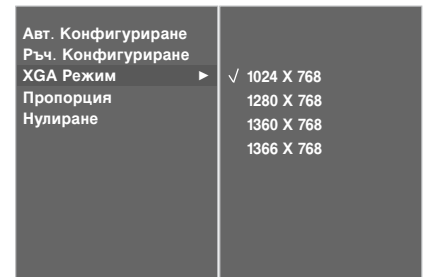 Авт. Конфигуриране
Ръч. Конфигуриране
XGA Режим ►
Пропорция
Нулиране
√ 1024 X 768
1280 X 768
1360 X 768
1366 X 768